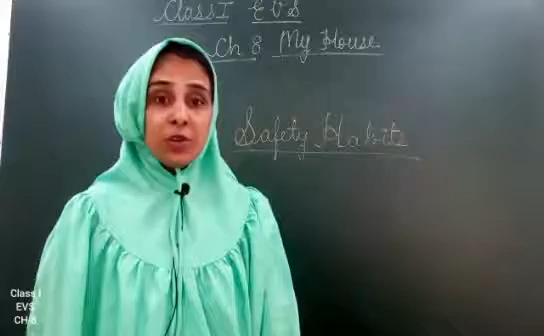 Class I EVS
Ch 8 My House
Safety Habits
Class I
EVS
CH-8